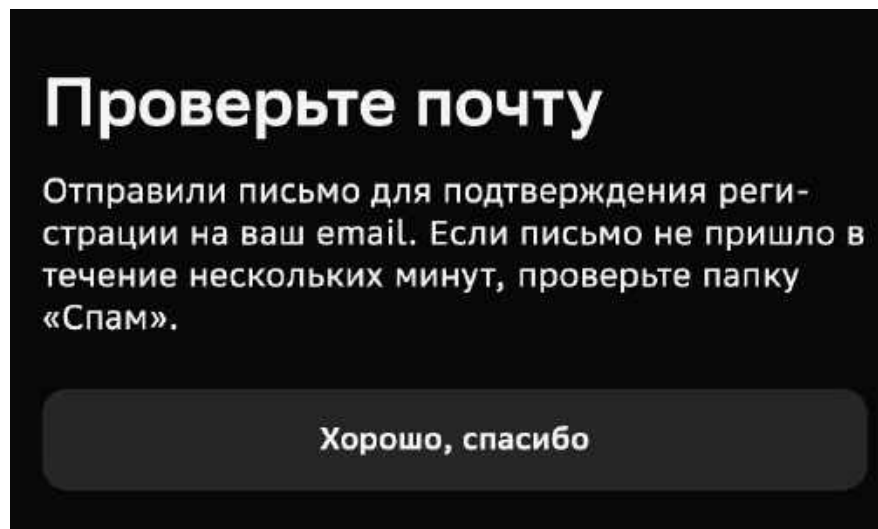 Проверьте почту
Отправили письмо для подтверждения реги-
страции на ваш email. Если письмо не пришло в
течение нескольких минут, проверьте папку
«Спам».
Хорошо, спасибо